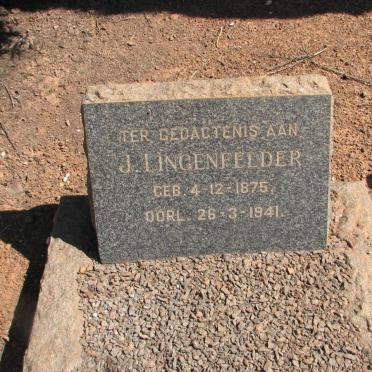 TER GEDACTENIS AAN
J. LINGENFELDER
GEB. 4-12-1875.
OORL. 26-3-1941.